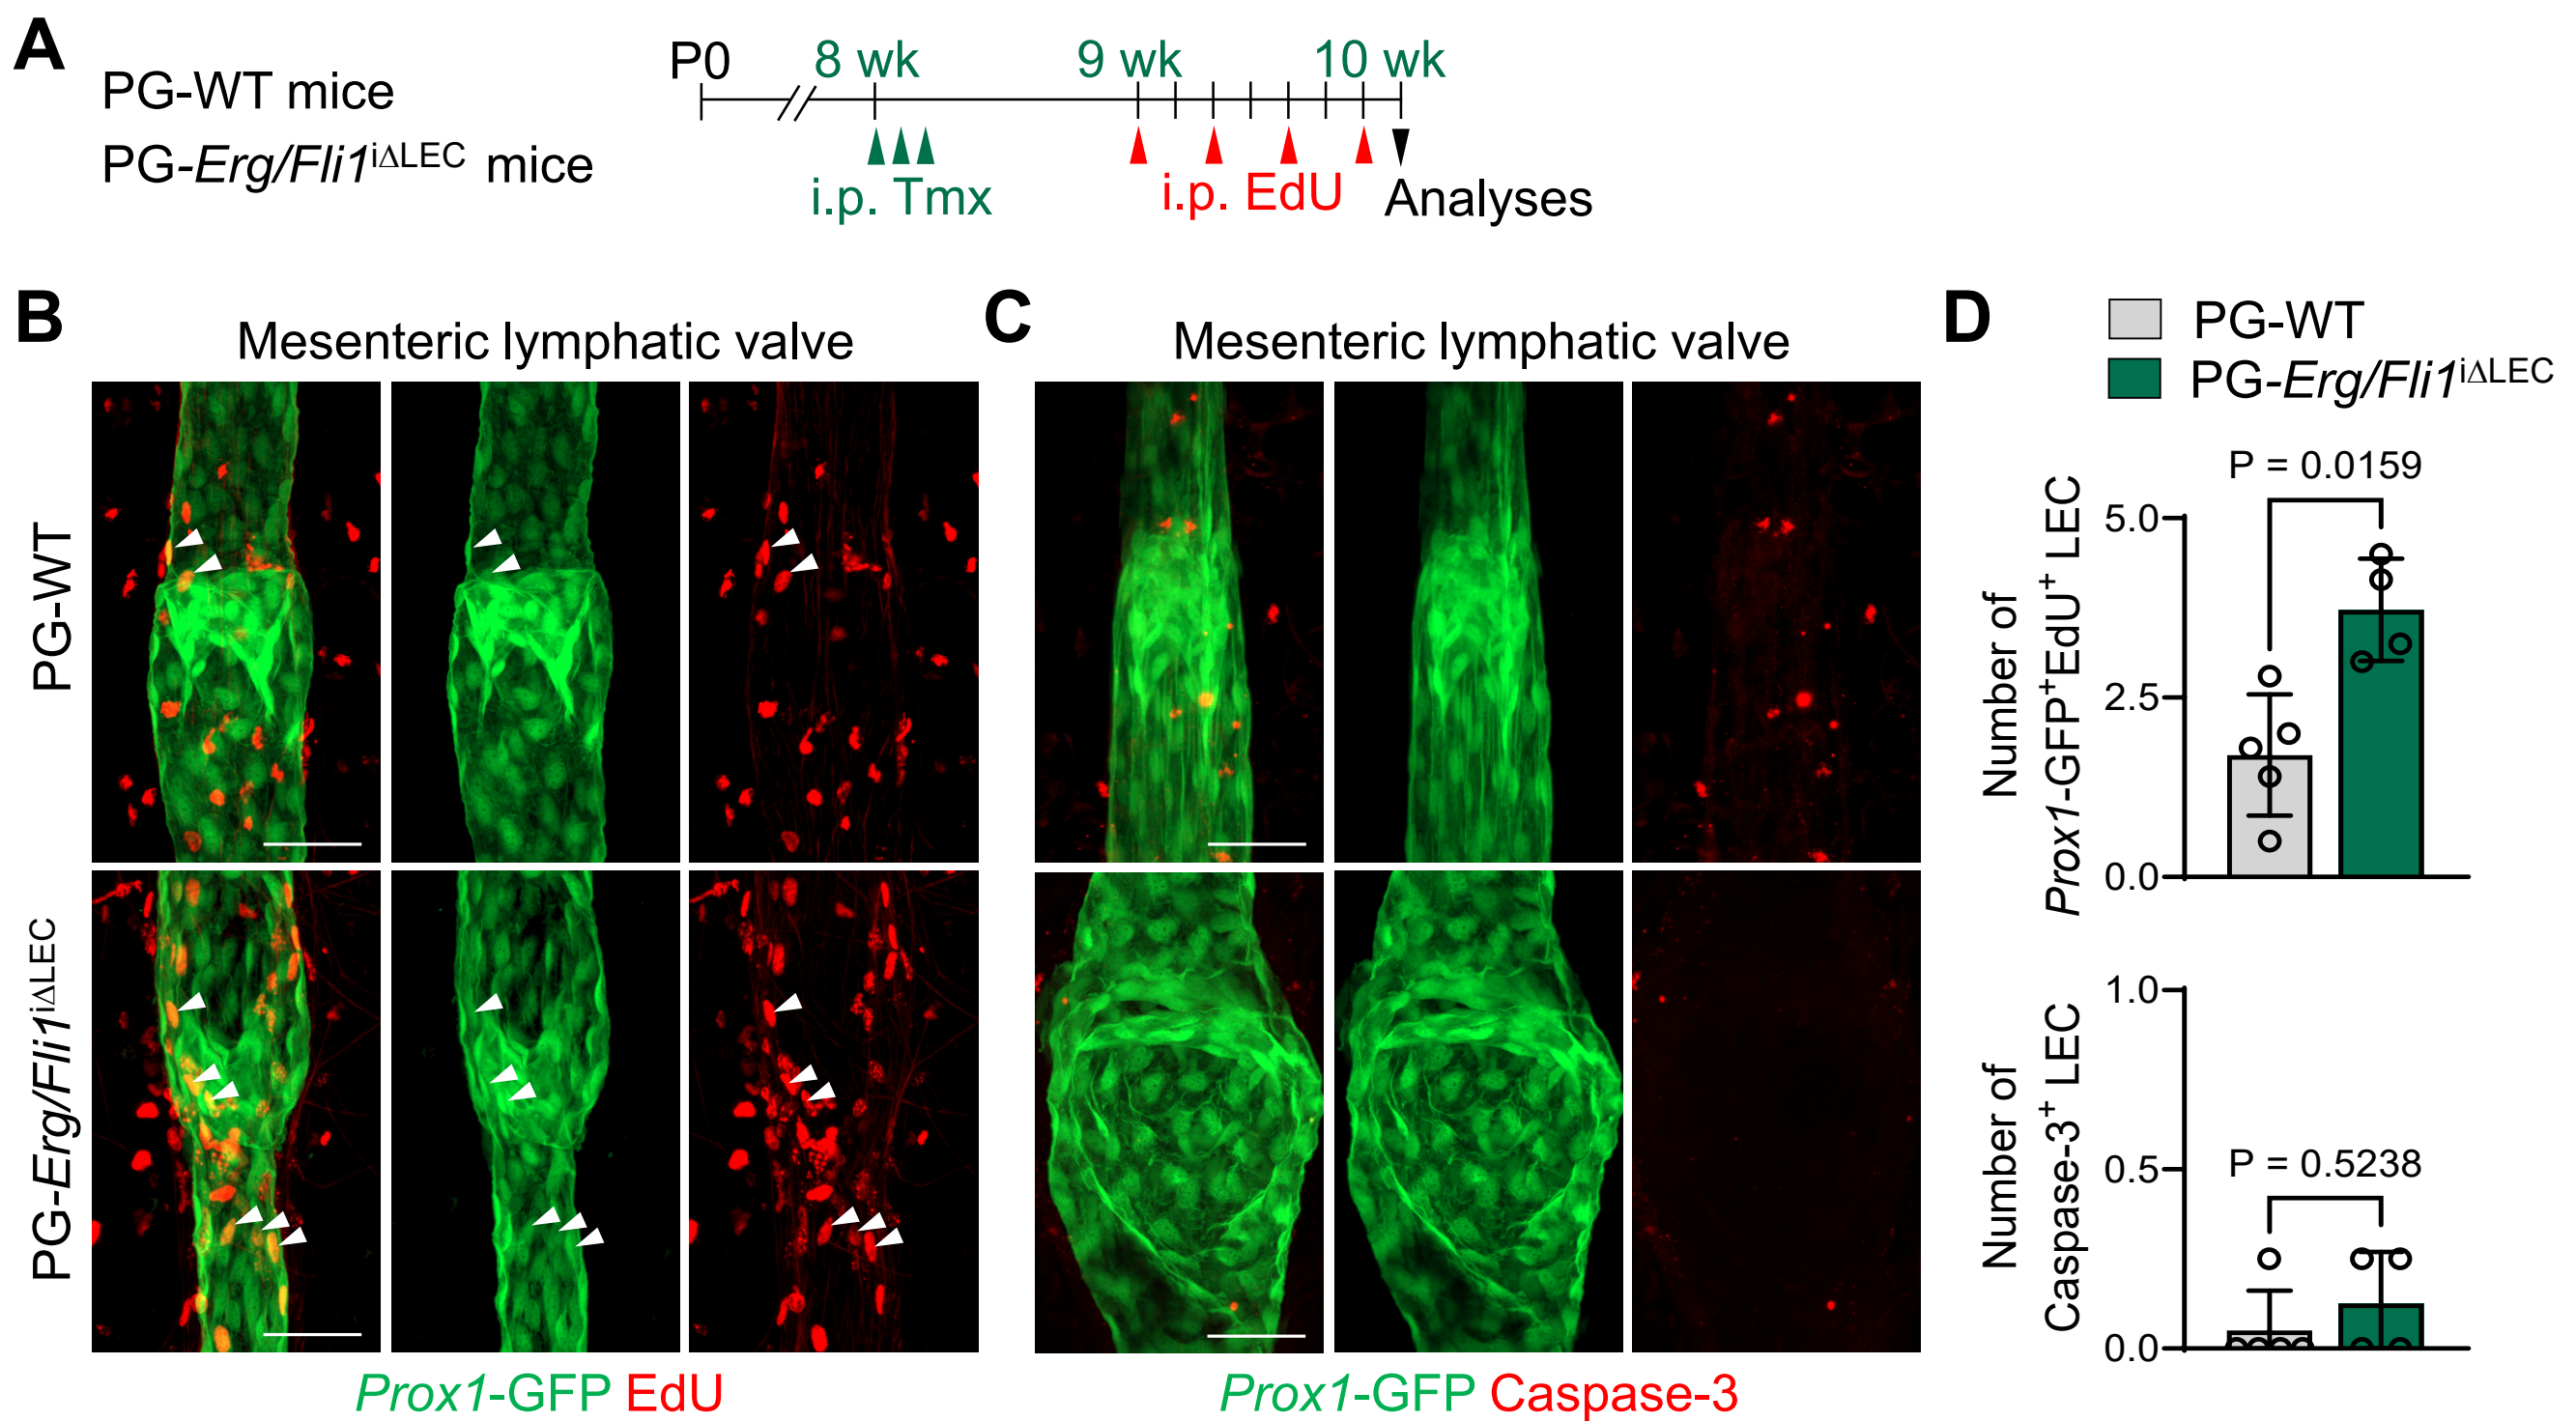 A
PG-WT mice
PG-Erg/Fli1iΔLEC mice
P0
8 wk
9 wk
10 wk
i.p. Tmx
i.p. EdU
Analyses
B
Mesenteric lymphatic valve
PG-WT
PG-Erg/Fli1iΔLEC
Prox1-GFP EdU
C
Mesenteric lymphatic valve
Prox1-GFP Caspase-3
D
PG-WT
PG-Erg/Fli1iΔLEC
Number of
Prox1-GFP+EdU+ LEC
P = 0.0159
5.0
2.5
0.0
Number of
Caspase-3+ LEC
1.0
P = 0.5238
0.5
0.0